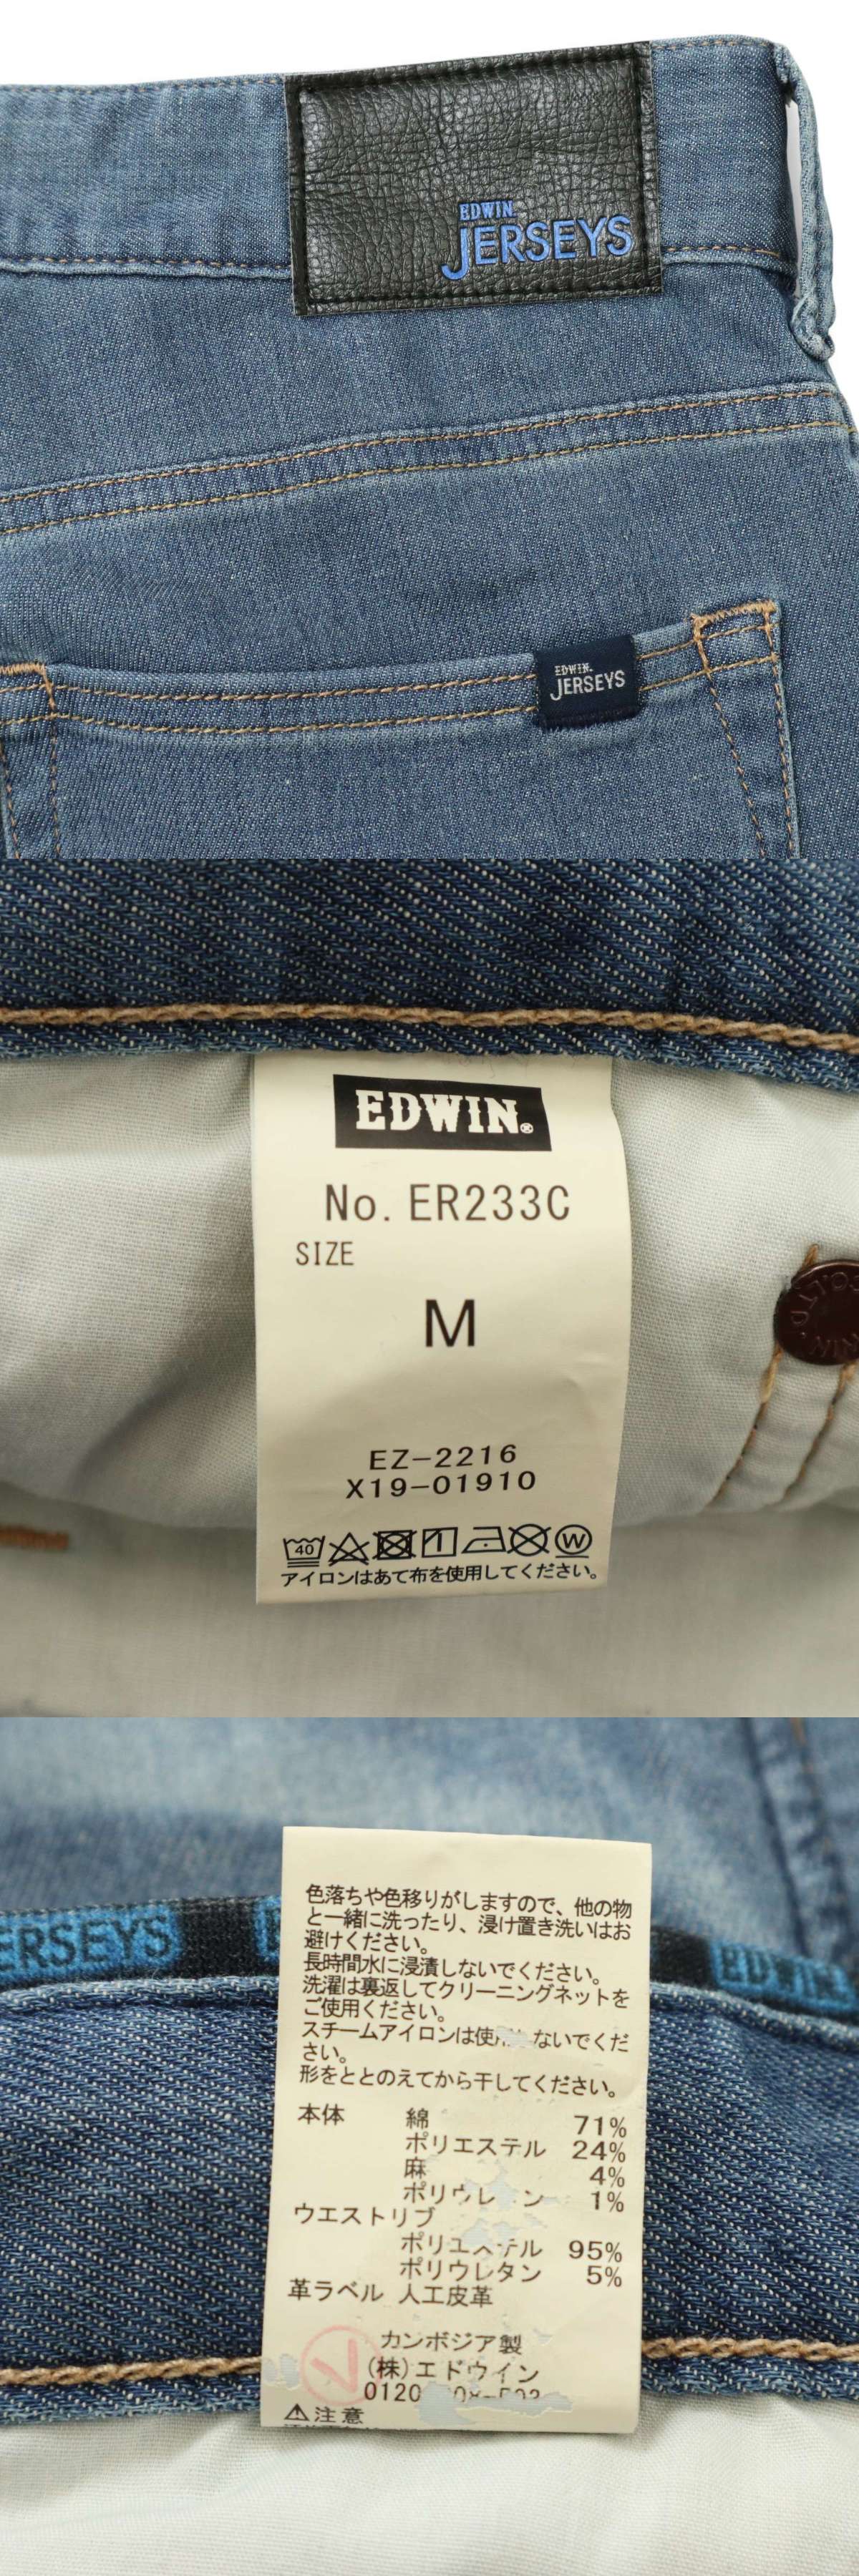 EDWIN.
JERSEYS
EDWIN.
JERSEYS
EDWIN.®
No. ER233C
SIZE
M
EZ-2216
X19-01910
40
W
アイロンはあて布を使用してください。
ERSEYS
色落ちや色移りがしますので、他の物
と一緒に洗ったり、浸け置き洗いはお
避けください。
長時間水に浸漬しないでください。
洗濯は裏返してクリーニングネットを
ご使用ください。
スチームアイロンは使用しないでくだ
さい。
形をととのえてから干してください。
本体 綿 71%
ポリエステル 24%
麻 4%
ポリウレタン 1%
ウエストリブ
ポリエステル 95%
ポリウレタン 5%
革ラベル 人工皮革
カンボジア製
(株)エドウイン
0120
⚠注意